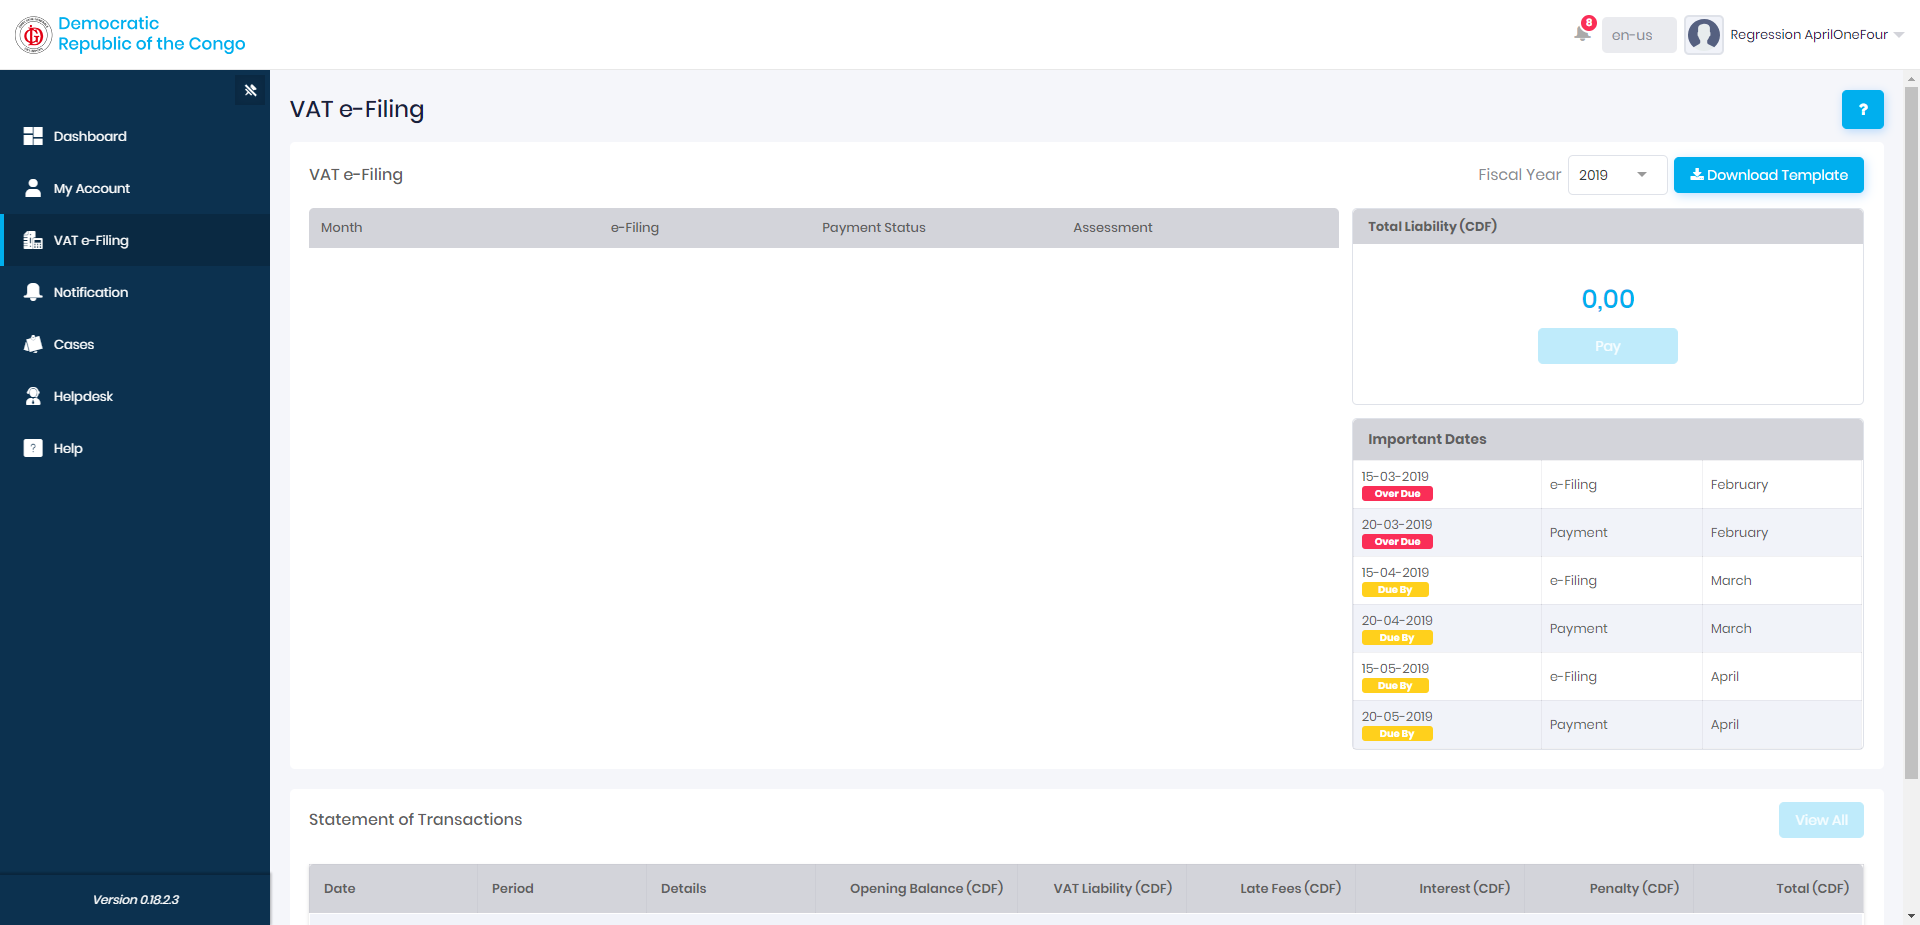 Democratic
Republic of the Congo
8
en-us
Regression AprilOneFour
Dashboard
My Account
VAT e-Filing
Notification
Cases
Helpdesk
? Help
Version 0.18.2.3
VAT e-Filing
?
VAT e-Filing
Fiscal Year 2019 Download Template
Month e-Filing Payment Status Assessment
Total Liability (CDF)
0,00
Pay
Important Dates
15-03-2019 e-Filing February
Over Due
20-03-2019 Payment February
Over Due
15-04-2019 e-Filing March
Due By
20-04-2019 Payment March
Due By
15-05-2019 e-Filing April
Due By
20-05-2019 Payment April
Due By
Statement of Transactions
View All
Date Period Details Opening Balance (CDF) VAT Liability (CDF) Late Fees (CDF) Interest (CDF) Penalty (CDF) Total (CDF)